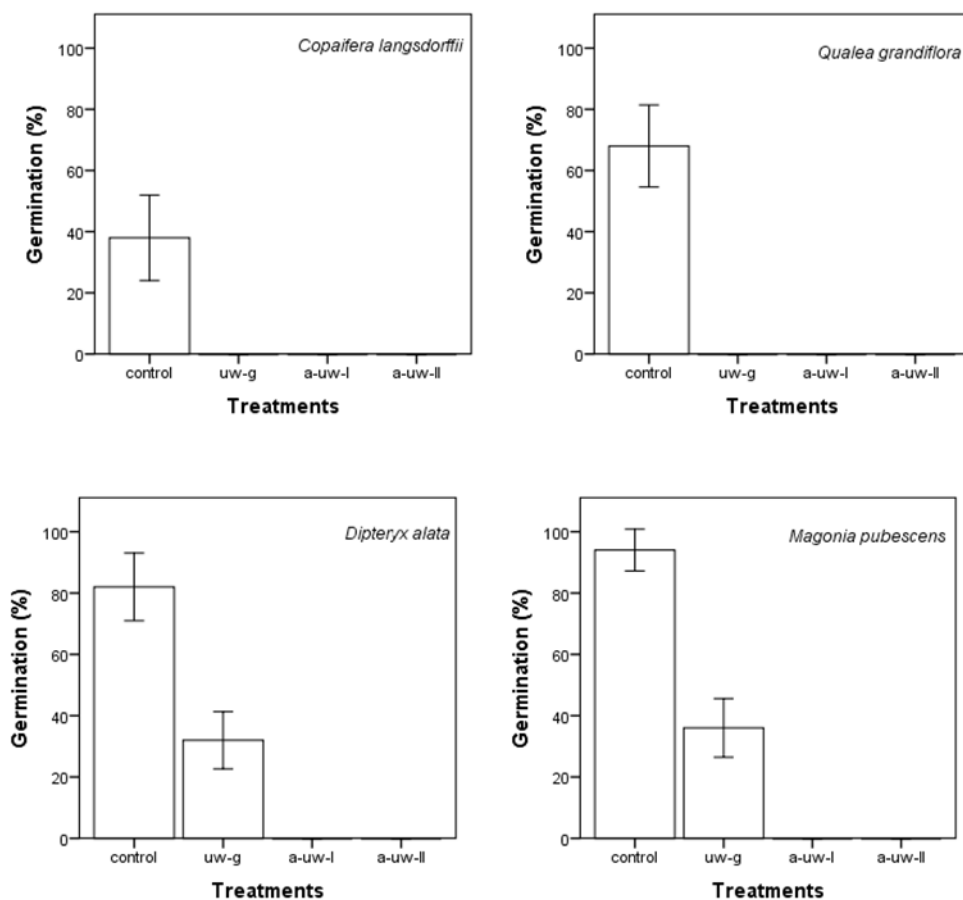 Copaifera langsdorffii
Germination (%)
100
80
60
40
20
0
control uw-g a-uw-I a-uw-II
Treatments
Qualea grandiflora
Germination (%)
100
80
60
40
20
0
control uw-g a-uw-I a-uw-II
Treatments
Dipteryx alata
Germination (%)
100
80
60
40
20
0
control uw-g a-uw-I a-uw-II
Treatments
Magonia pubescens
Germination (%)
100
80
60
40
20
0
control uw-g a-uw-I a-uw-II
Treatments